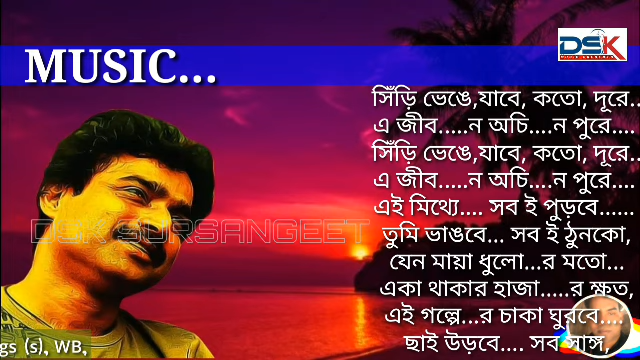 DSK
MUSIC...
সিঁড়ি ভেঙে,যাবে, কতো, দূরে..
এ জীব.....ন অচি....ন পুরে....
সিঁড়ি ভেঙে,যাবে, কতো, দূরে..
এ জীব.....ন অচি....ন পুরে....
এই মিথ্যে.... সব ই পুড়বে......
DSK SURSANGEET
তুমি ভাঙবে... সব ই ঠুনকো,
যেন মায়া ধুলো...র মতো...
একা থাকার হাজা.....র ক্ষত,
এই গল্পে...র চাকা ঘুরবে....
ছাই উড়বে.... সব সাঙ্গ,
gs (s), WB,